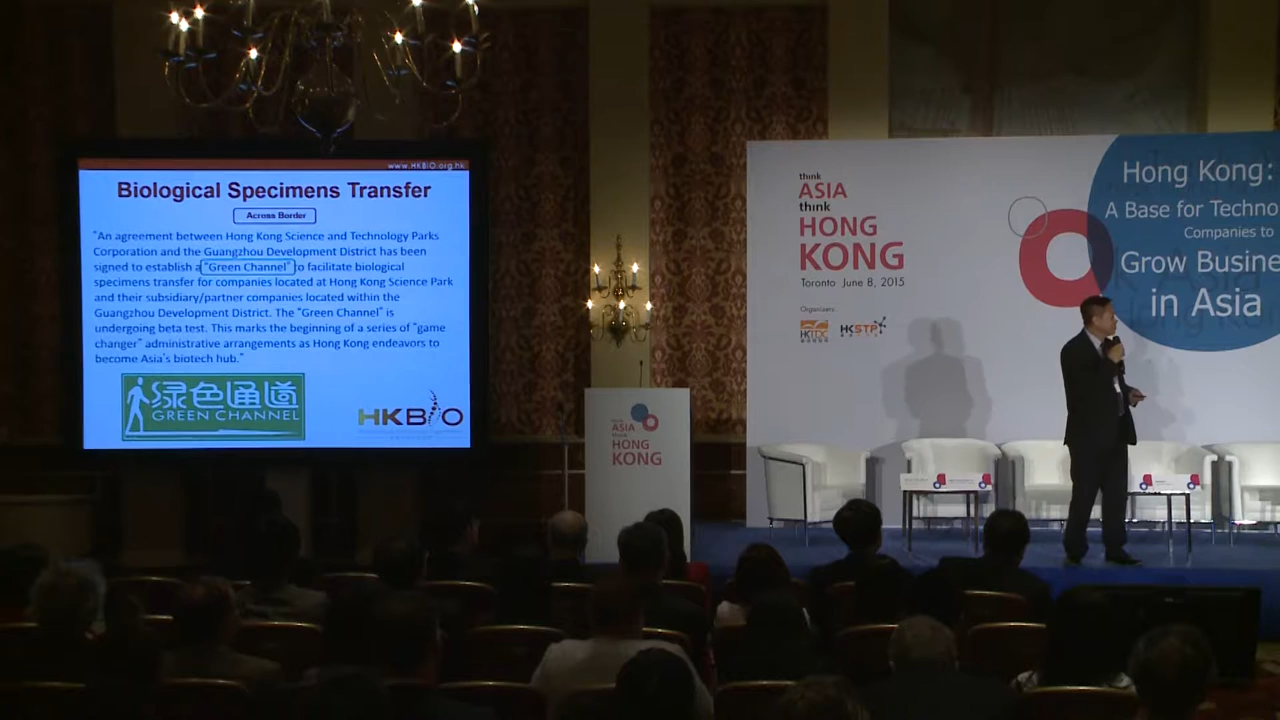 www.HKBIO.org.hk
Biological Specimens Transfer
Across Border
"An agreement between Hong Kong Science and Technology Parks
Corporation and the Guangzhou Development District has been
signed to establish a "Green Channel" to facilitate biological
specimens transfer for companies located at Hong Kong Science Park
and their subsidiary/partner companies located within the
Guangzhou Development District. The "Green Channel" is
undergoing beta test. This marks the beginning of a series of "game
changer" administrative arrangements as Hong Kong endeavors to
become Asia's biotech hub."
绿色通道
GREEN CHANNEL
HKBIO
think
ASIA
think
HONG
KONG
think
ASIA
think
HONG
KONG
Toronto June 8, 2015
Organizers:
HKTDC
HKSTP
Hong Kong:
A Base for Techno
Companies to
Grow Busine
in Asia